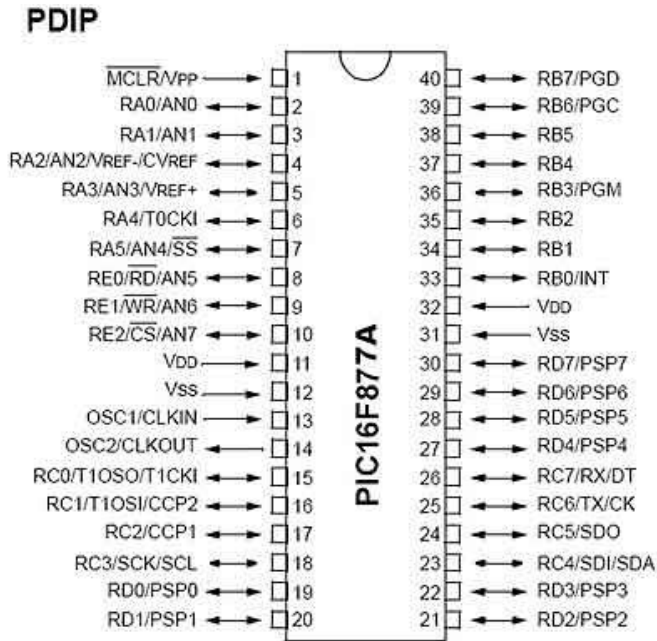 PDIP
MCLR/VPP 1 40 RB7/PGD
RA0/AN0 2 39 RB6/PGC
RA1/AN1 3 38 RB5
RA2/AN2/VREF-/CVREF 4 37 RB4
RA3/AN3/VREF+ 5 36 RB3/PGM
RA4/T0CKI 6 35 RB2
RA5/AN4/SS 7 34 RB1
RE0/RD/AN5 8 33 RB0/INT
RE1/WR/AN6 9 32 VDD
RE2/CS/AN7 10 31 VSS
VDD 11 30 RD7/PSP7
VSS 12 29 RD6/PSP6
OSC1/CLKIN 13 28 RD5/PSP5
OSC2/CLKOUT 14 27 RD4/PSP4
RC0/T1OSO/T1CKI 15 26 RC7/RX/DT
RC1/T1OSI/CCP2 16 25 RC6/TX/CK
RC2/CCP1 17 24 RC5/SDO
RC3/SCK/SCL 18 23 RC4/SDI/SDA
RD0/PSP0 19 22 RD3/PSP3
RD1/PSP1 20 21 RD2/PSP2
PIC16F877A